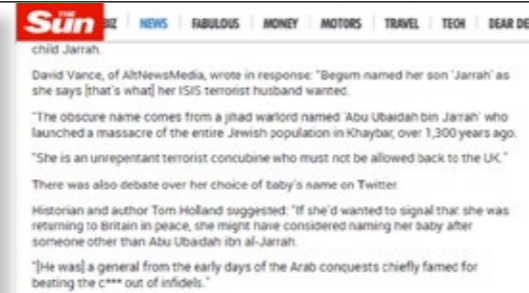 THE
Sun
BIZ NEWS FABULOUS MONEY MOTORS TRAVEL TECH DEAR DE
child Jarrah.
David Vance, of AltNewsMedia, wrote in response: "Begum named her son 'Jarrah' as
she says [that's what] her ISIS terrorist husband wanted.
"The obscure name comes from a jihad warlord named 'Abu Ubaidah bin Jarrah' who
launched a massacre of the entire Jewish population in Khaybar, over 1,300 years ago.
"She is an unrepentant terrorist concubine who must not be allowed back to the UK."
There was also debate over her choice of baby's name on Twitter.
Historian and author Tom Holland suggested: "If she'd wanted to signal that she was
returning to Britain in peace, she might have considered naming her baby after
someone other than Abu Ubaidah ibn al-Jarrah.
"[He was] a general from the early days of the Arab conquests chiefly famed for
beating the c*** out of infidels."